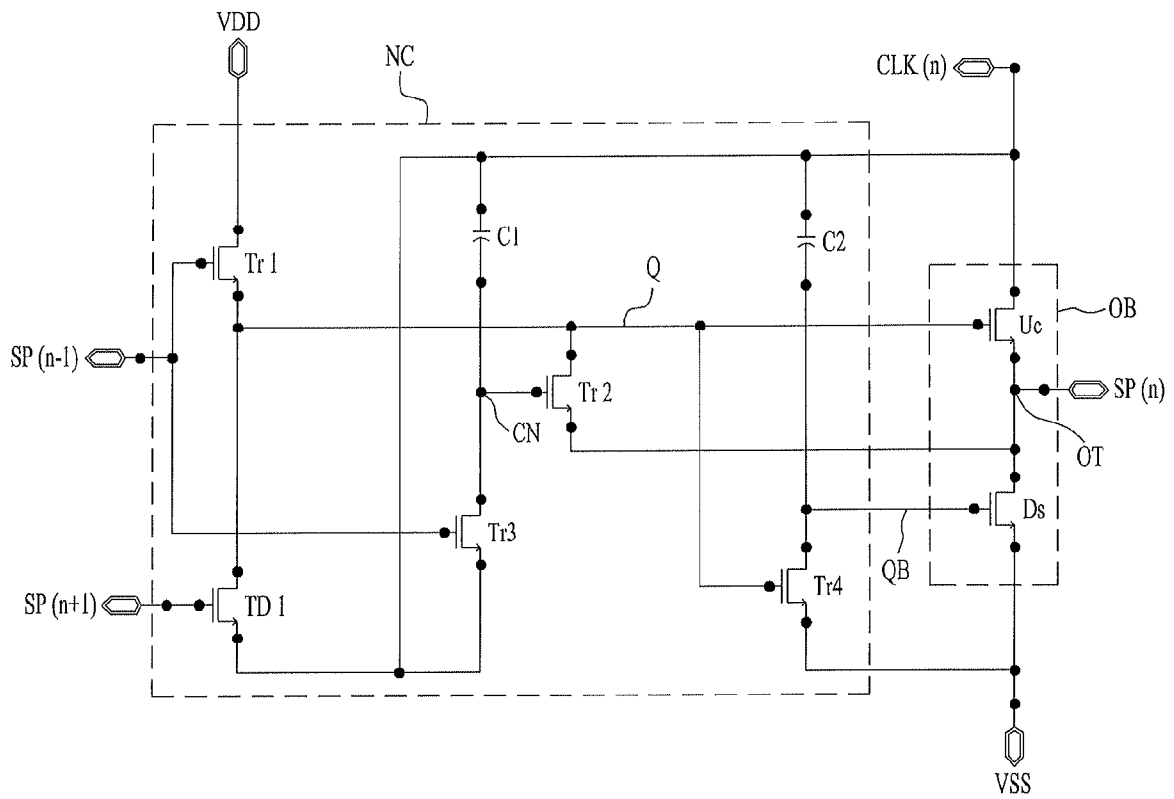 VDD
NC
CLK (n)
C1
C2
Tr 1
Q
Uc
OB
SP (n-1)
Tr 2
SP (n)
CN
OT
Tr3
Ds
QB
Tr4
SP (n+1)
TD 1
VSS